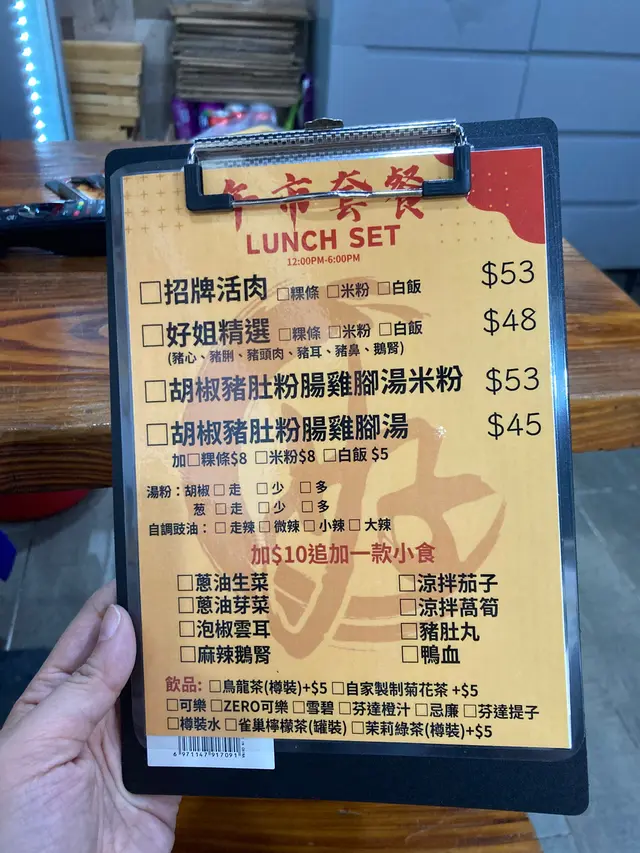 午市套餐
LUNCH SET
12:00PM-6:00PM
□招牌活肉 □粿條 □米粉 □白飯 $53
□好姐精選 □粿條 □米粉 □白飯 $48
(豬心、豬脷、豬頭肉、豬耳、豬鼻、鵝腎)
□胡椒豬肚粉腸雞腳湯米粉 $53
□胡椒豬肚粉腸雞腳湯 $45
加□粿條$8 □米粉$8 □白飯 $5
湯粉：胡椒 □ 走 □ 少 □ 多
葱 □ 走 □ 少 □ 多
自調豉油： □ 走辣 □ 微辣 □ 小辣 □ 大辣
加$10追加一款小食
□蔥油生菜 □涼拌茄子
□蔥油芽菜 □涼拌萵筍
□泡椒雲耳 □豬肚丸
□麻辣鵝腎 □鴨血
飲品: □烏龍茶(樽裝)+$5 □自家製制菊花茶 +$5
□可樂 □ZERO可樂 □雪碧 □芬達橙汁 □忌廉 □芬達提子
□樽裝水 □雀巢檸檬茶(罐裝) □茉莉綠茶(樽裝)+$5
6 971147 917091